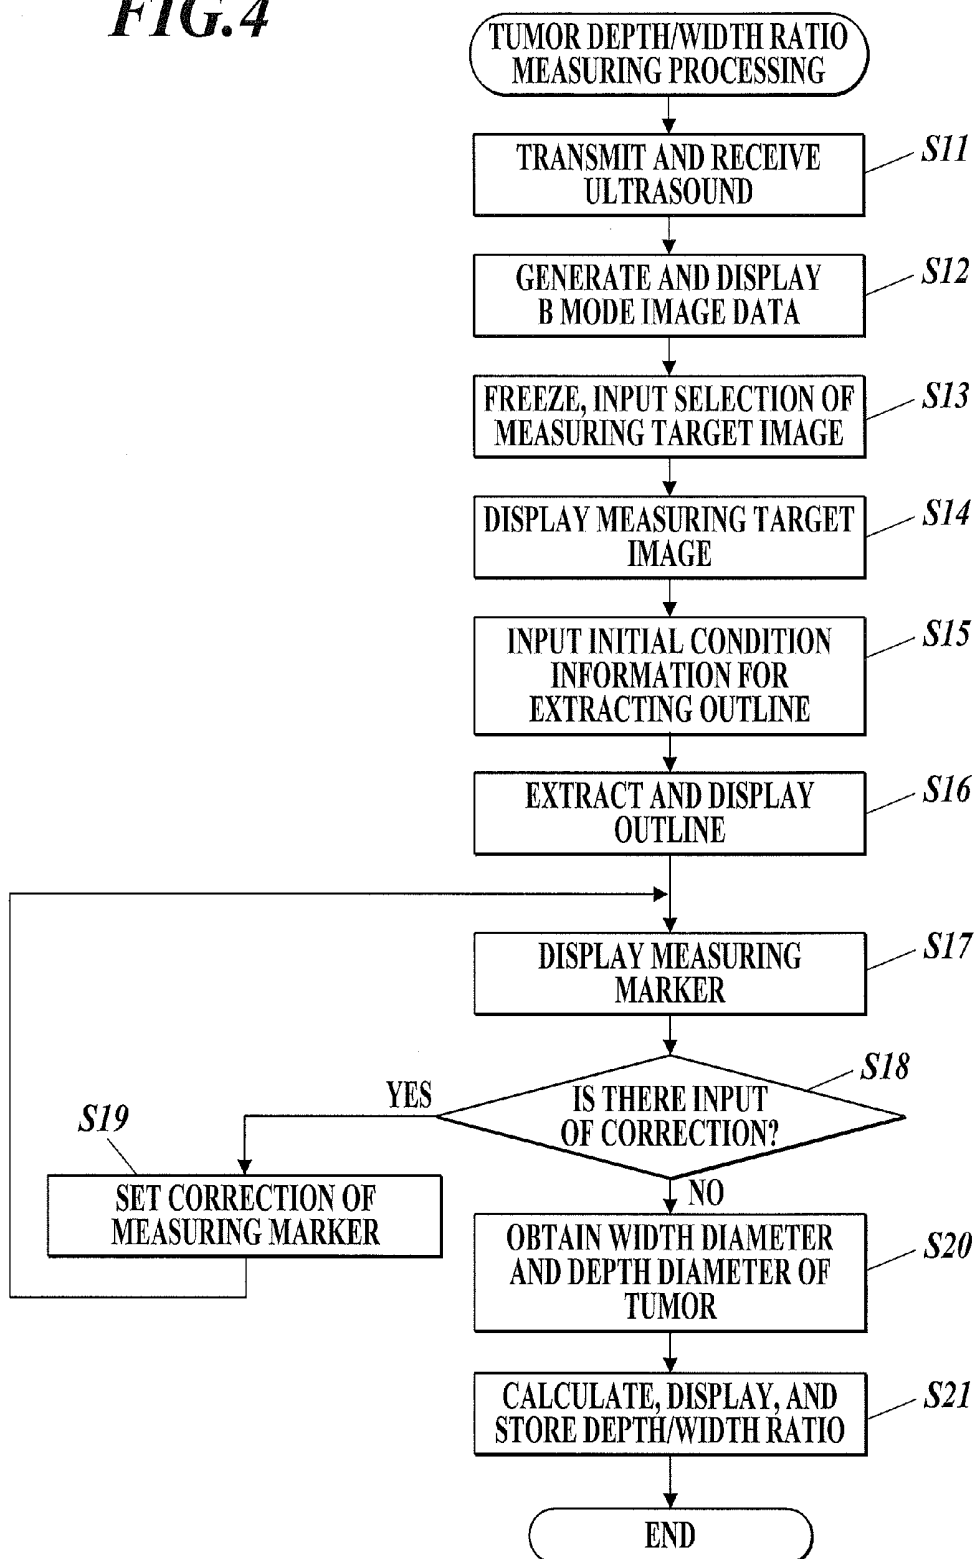 FIG.4
TUMOR DEPTH/WIDTH RATIO
MEASURING PROCESSING
TRANSMIT AND RECEIVE
ULTRASOUND
S11
GENERATE AND DISPLAY
B MODE IMAGE DATA
S12
FREEZE, INPUT SELECTION OF
MEASURING TARGET IMAGE
S13
DISPLAY MEASURING TARGET
IMAGE
S14
INPUT INITIAL CONDITION
INFORMATION FOR
EXTRACTING OUTLINE
S15
EXTRACT AND DISPLAY
OUTLINE
S16
DISPLAY MEASURING
MARKER
S17
IS THERE INPUT
OF CORRECTION?
S18
YES
S19
SET CORRECTION OF
MEASURING MARKER
NO
OBTAIN WIDTH DIAMETER
AND DEPTH DIAMETER OF
TUMOR
S20
CALCULATE, DISPLAY, AND
STORE DEPTH/WIDTH RATIO
S21
END